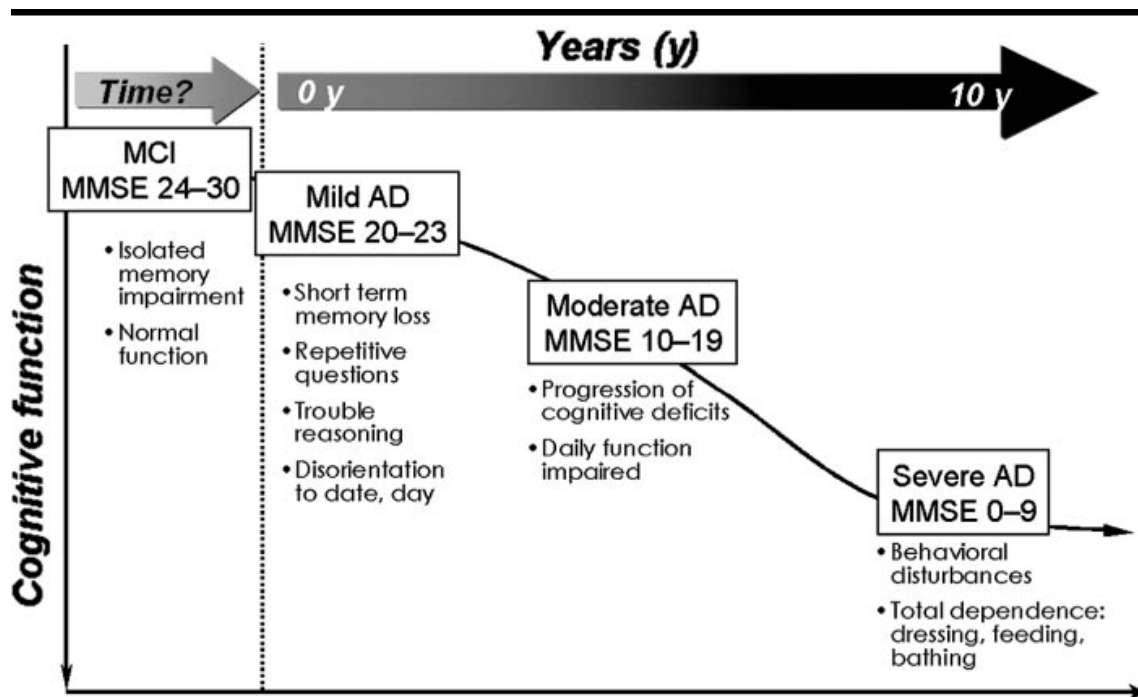 Years (y)
Time?
0 y
10 y
Cognitive function
MCI
MMSE 24–30
• Isolated
memory
impairment
• Normal
function
Mild AD
MMSE 20–23
• Short term
memory loss
• Repetitive
questions
• Trouble
reasoning
• Disorientation
to date, day
Moderate AD
MMSE 10–19
• Progression of
cognitive deficits
• Daily function
impaired
Severe AD
MMSE 0–9
• Behavioral
disturbances
• Total dependence:
dressing, feeding,
bathing